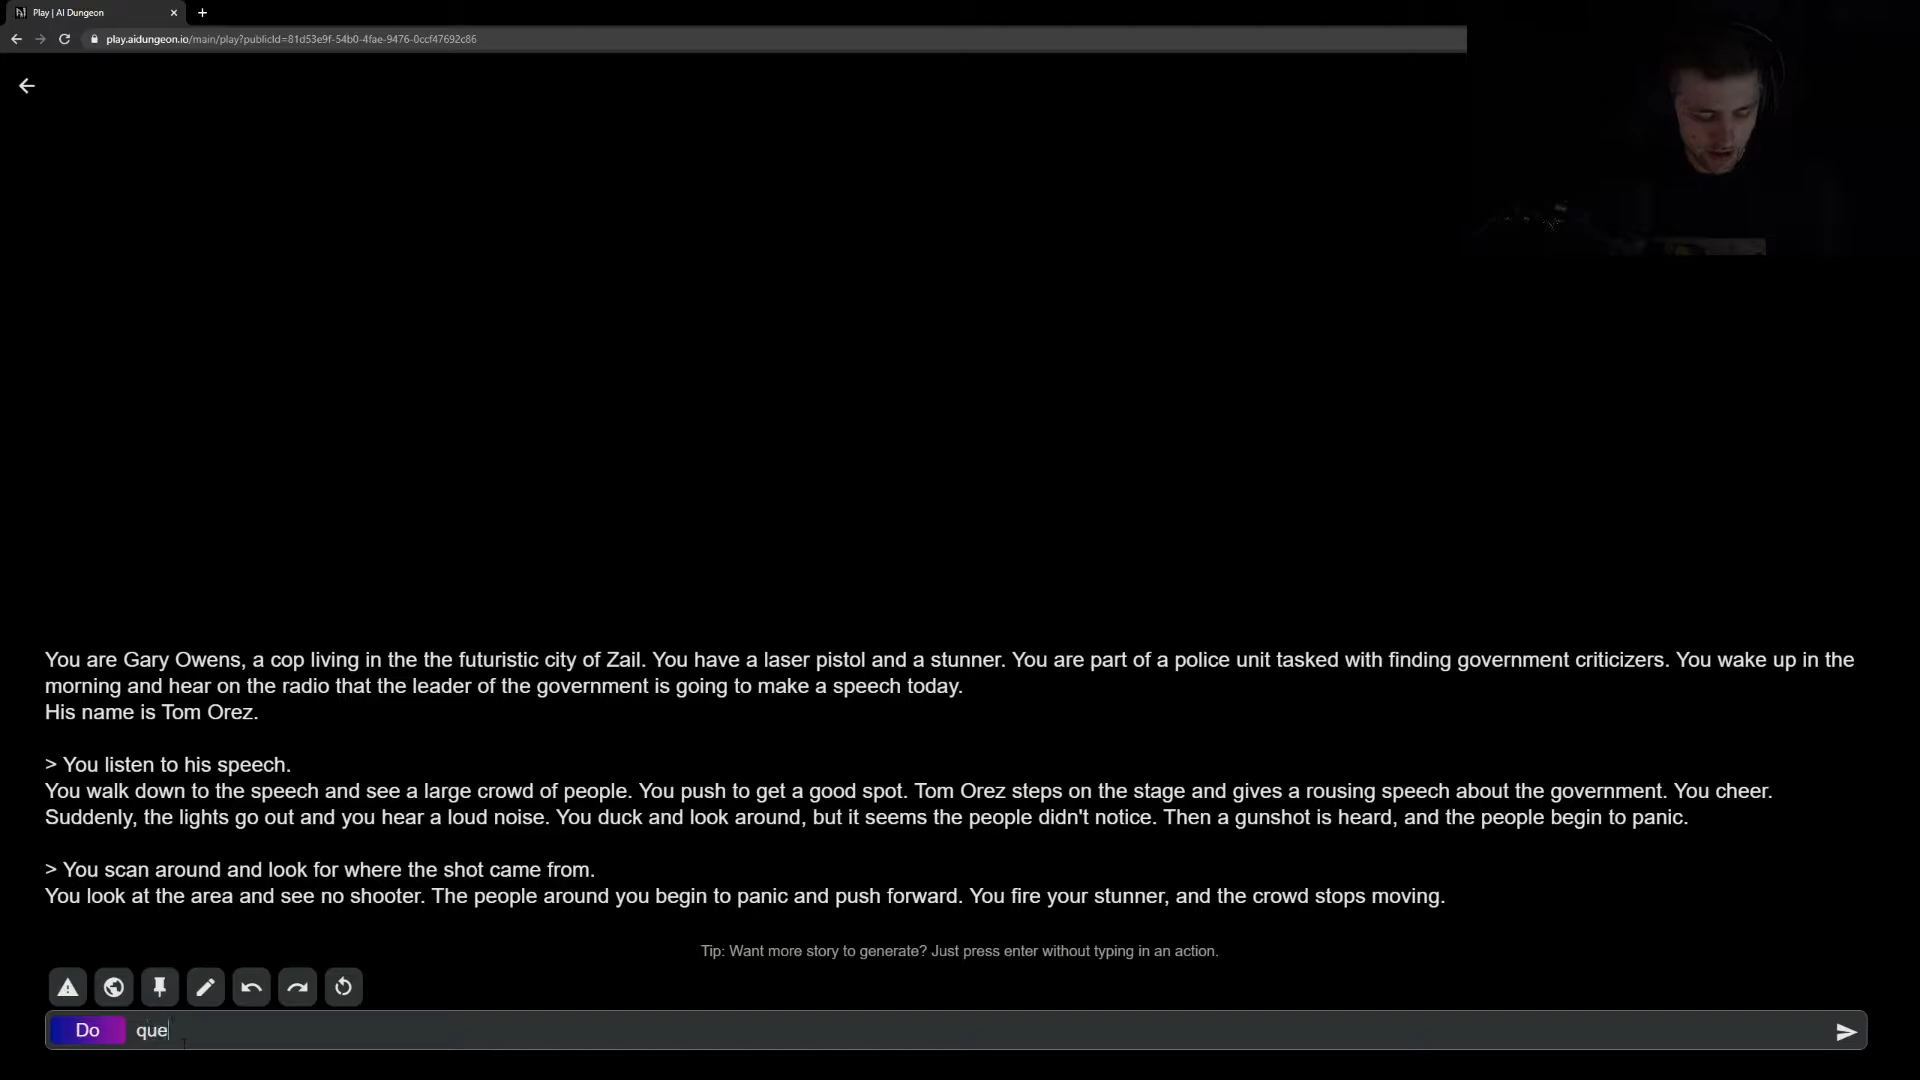 Play | AI Dungeon
play.aidungeon.io/main/play?publicId=81d53e9f-54b0-4fae-9476-0ccf47692c86
You are Gary Owens, a cop living in the the futuristic city of Zail. You have a laser pistol and a stunner. You are part of a police unit tasked with finding government criticizers. You wake up in the
morning and hear on the radio that the leader of the government is going to make a speech today.
His name is Tom Orez.
> You listen to his speech.
You walk down to the speech and see a large crowd of people. You push to get a good spot. Tom Orez steps on the stage and gives a rousing speech about the government. You cheer.
Suddenly, the lights go out and you hear a loud noise. You duck and look around, but it seems the people didn't notice. Then a gunshot is heard, and the people begin to panic.
> You scan around and look for where the shot came from.
You look at the area and see no shooter. The people around you begin to panic and push forward. You fire your stunner, and the crowd stops moving.
Tip: Want more story to generate? Just press enter without typing in an action.
Do que